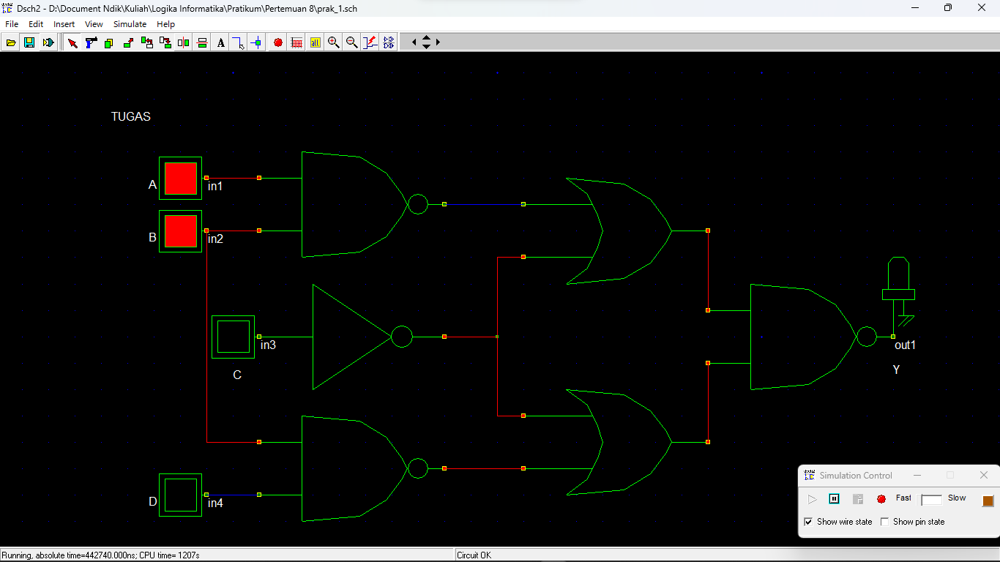 Dsch2 - D:\Document Ndik\Kuliah\Logika Informatika\Pratikum\Pertemuan 8\prak_1.sch
File Edit Insert View Simulate Help
TUGAS
A
in1
B
in2
in3
C
out1
Y
D
in4
Simulation Control
Fast
Slow
Show wire state
Show pin state
Running, absolute time=442740.000ns; CPU time= 1207s
Circuit OK